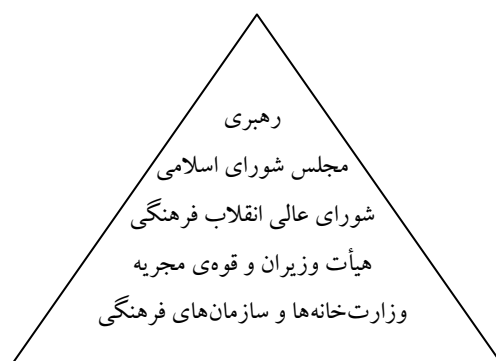 رهبری
مجلس شورای اسلامی
شورای عالی انقلاب فرهنگی
هیأت وزیران و قوه‌ی مجریه
وزارت‌خانه‌ها و سازمان‌های فرهنگی